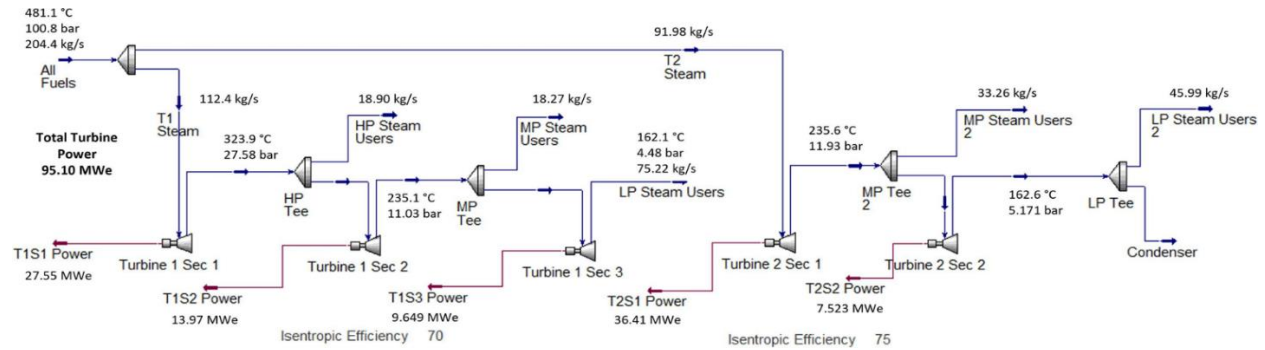 481.1 °C
100.8 bar
204.4 kg/s
All
Fuels
91.98 kg/s
T2
Steam
T1
Steam
112.4 kg/s
Total Turbine
Power
95.10 MWe
323.9 °C
27.58 bar
HP
Tee
18.90 kg/s
HP Steam
Users
235.1 °C
11.03 bar
MP
Tee
18.27 kg/s
MP Steam
Users
162.1 °C
4.48 bar
75.22 kg/s
LP Steam Users
235.6 °C
11.93 bar
MP Tee
2
33.26 kg/s
MP Steam Users
2
162.6 °C
5.171 bar
LP Tee
45.99 kg/s
LP Steam Users
2
Condenser
T1S1 Power
27.55 MWe
Turbine 1 Sec 1
T1S2 Power
13.97 MWe
Turbine 1 Sec 2
T1S3 Power
9.649 MWe
Turbine 1 Sec 3
T2S1 Power
36.41 MWe
Turbine 2 Sec 1
T2S2 Power
7.523 MWe
Turbine 2 Sec 2
Isentropic Efficiency 70
Isentropic Efficiency 75